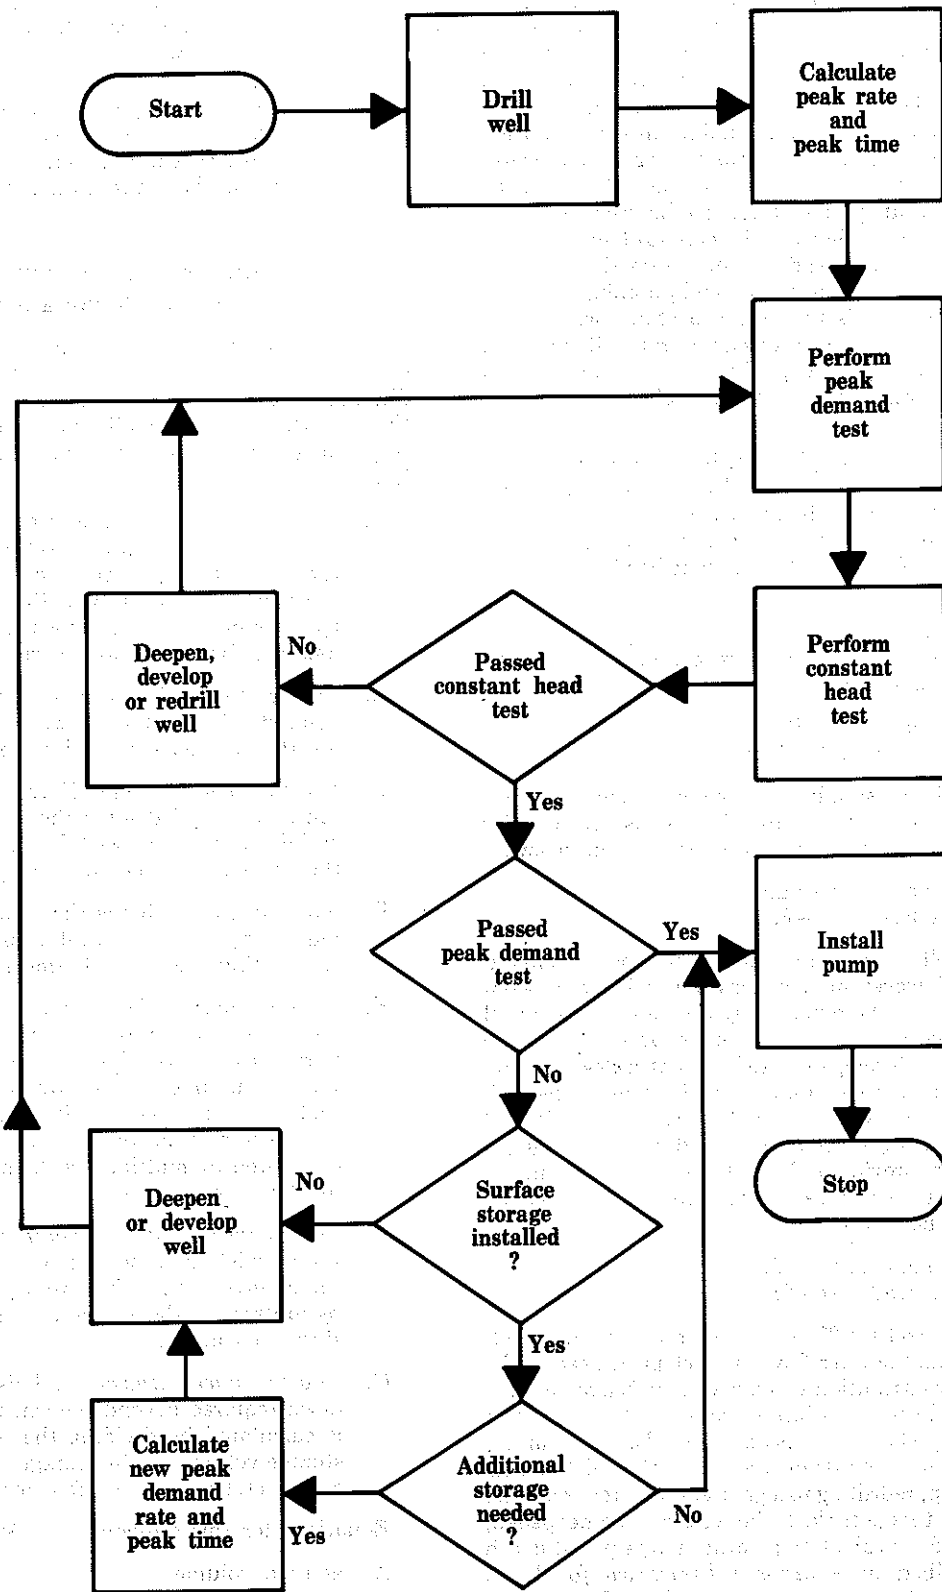 Start
Drill
well
Calculate
peak rate
and
peak time
Perform
peak
demand
test
Perform
constant
head
test
Passed
constant head
test
No
Deepen,
develop
or redrill
well
Yes
Passed
peak demand
test
Yes
Install
pump
Stop
No
Surface
storage
installed
?
No
Deepen
or develop
well
Yes
Additional
storage
needed
?
No
Yes
Calculate
new peak
demand
rate and
peak time